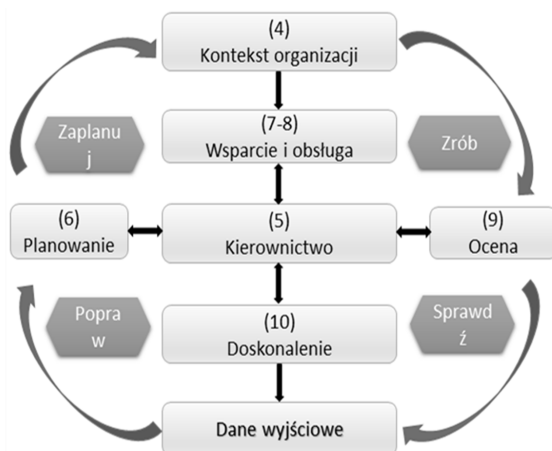 (4)
Kontekst organizacji
(7-8)
Wsparcie i obsługa
Zaplanu
j
Zrób
(6)
Planowanie
(5)
Kierownictwo
(9)
Ocena
Popra
w
(10)
Doskonalenie
Sprawd
ź
Dane wyjściowe